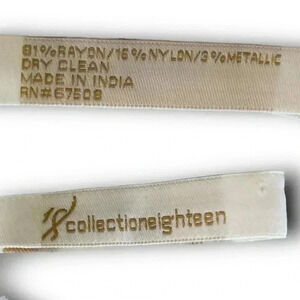 81%RAYON/16%NYLON/3%METALLIC
DRY CLEAN
MADE IN INDIA
RN#67508
18 collectioneighteen